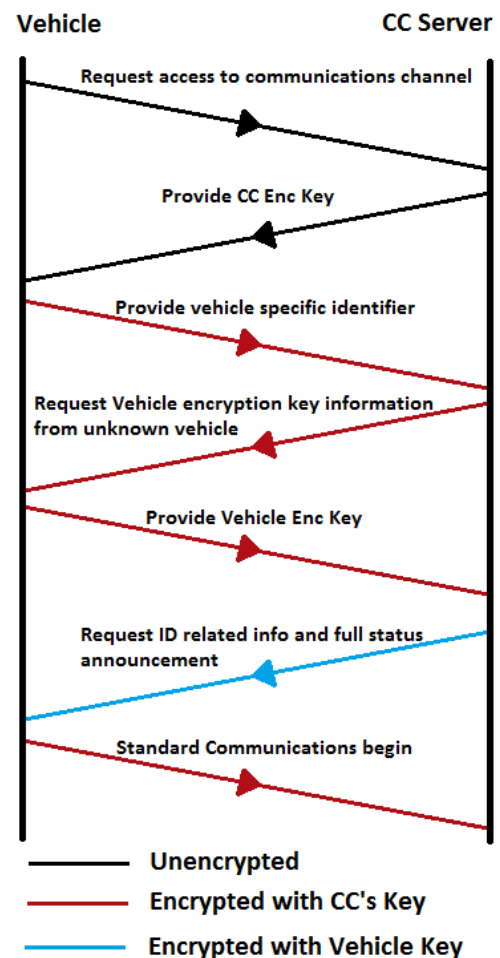 Vehicle CC Server
Request access to communications channel
Provide CC Enc Key
Provide vehicle specific identifier
Request Vehicle encryption key information
from unknown vehicle
Provide Vehicle Enc Key
Request ID related info and full status
announcement
Standard Communications begin
Unencrypted
Encrypted with CC's Key
Encrypted with Vehicle Key